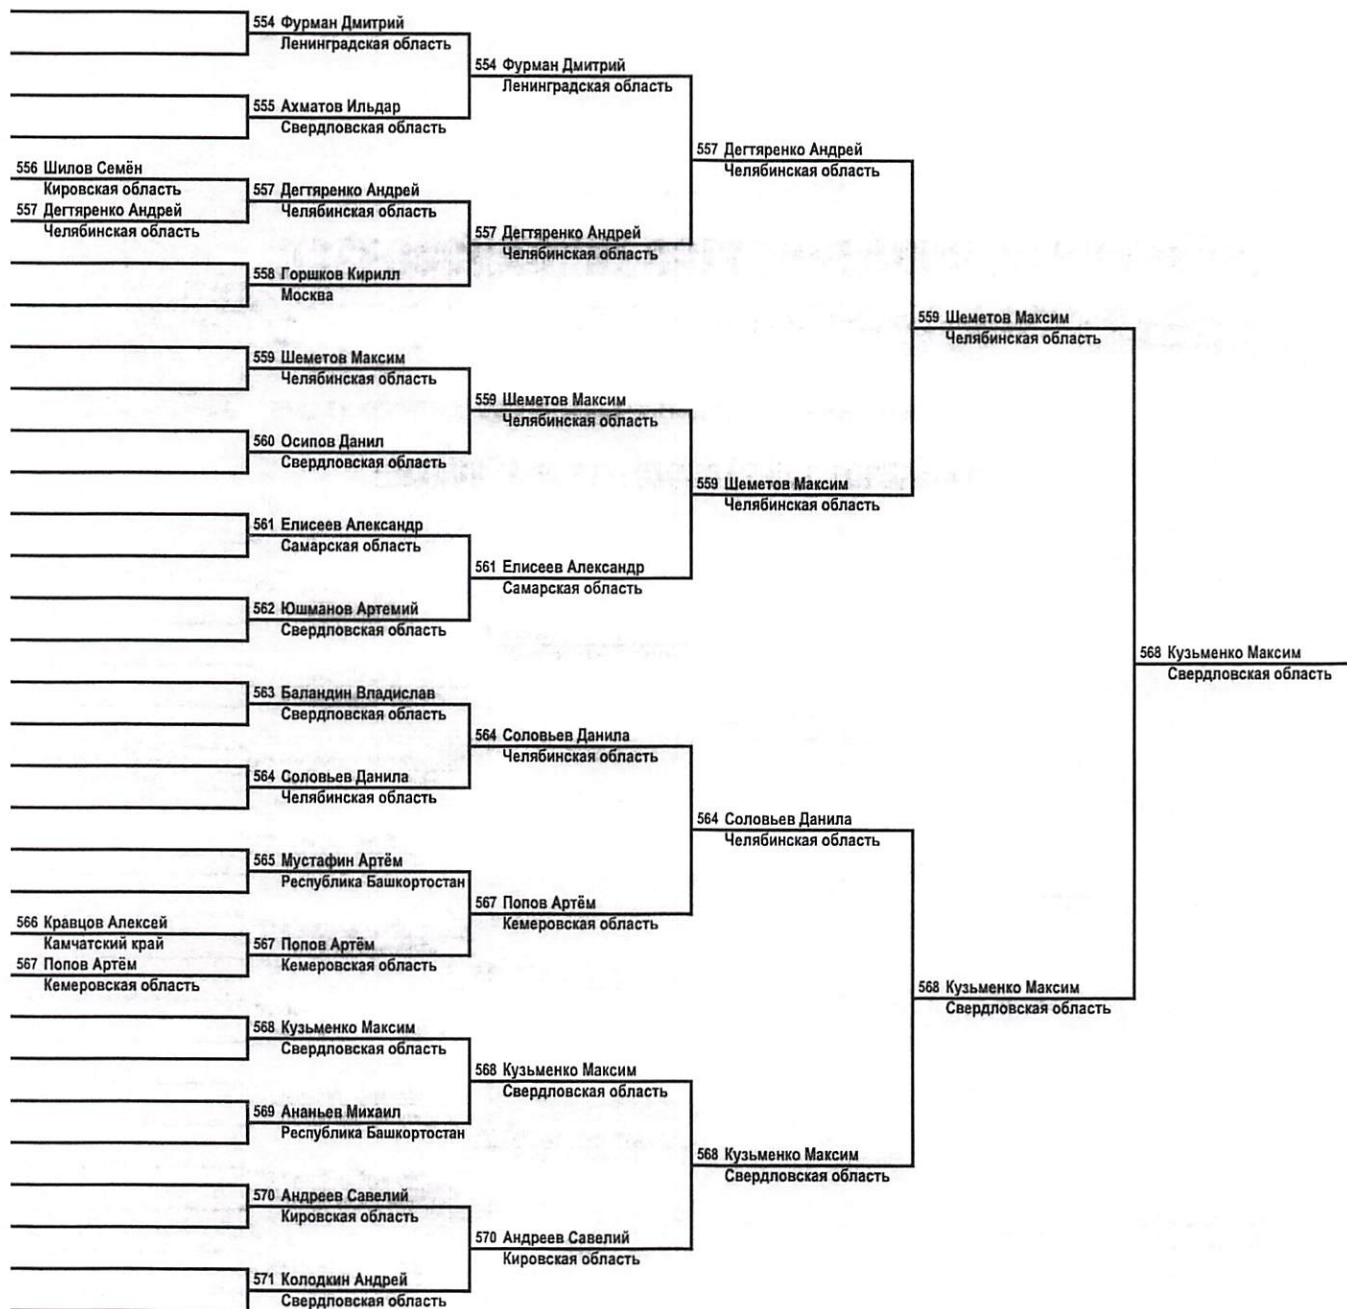 554 Фурман Дмитрий
Ленинградская область
554 Фурман Дмитрий
Ленинградская область
555 Ахматов Ильдар
Свердловская область
557 Дегтяренко Андрей
Челябинская область
556 Шилов Семён
Кировская область
557 Дегтяренко Андрей
Челябинская область
557 Дегтяренко Андрей
Челябинская область
557 Дегтяренко Андрей
Челябинская область
558 Горшков Кирилл
Москва
559 Шеметов Максим
Челябинская область
559 Шеметов Максим
Челябинская область
559 Шеметов Максим
Челябинская область
560 Осипов Данил
Свердловская область
559 Шеметов Максим
Челябинская область
561 Елисеев Александр
Самарская область
561 Елисеев Александр
Самарская область
562 Юшманов Артемий
Свердловская область
568 Кузьменко Максим
Свердловская область
563 Баландин Владислав
Свердловская область
564 Соловьев Данила
Челябинская область
564 Соловьев Данила
Челябинская область
564 Соловьев Данила
Челябинская область
565 Мустафин Артём
Республика Башкортостан
567 Попов Артём
Кемеровская область
566 Кравцов Алексей
Камчатский край
567 Попов Артём
Кемеровская область
567 Попов Артём
Кемеровская область
568 Кузьменко Максим
Свердловская область
568 Кузьменко Максим
Свердловская область
568 Кузьменко Максим
Свердловская область
569 Ананьев Михаил
Республика Башкортостан
568 Кузьменко Максим
Свердловская область
570 Андреев Савелий
Кировская область
570 Андреев Савелий
Кировская область
571 Колодкин Андрей
Свердловская область